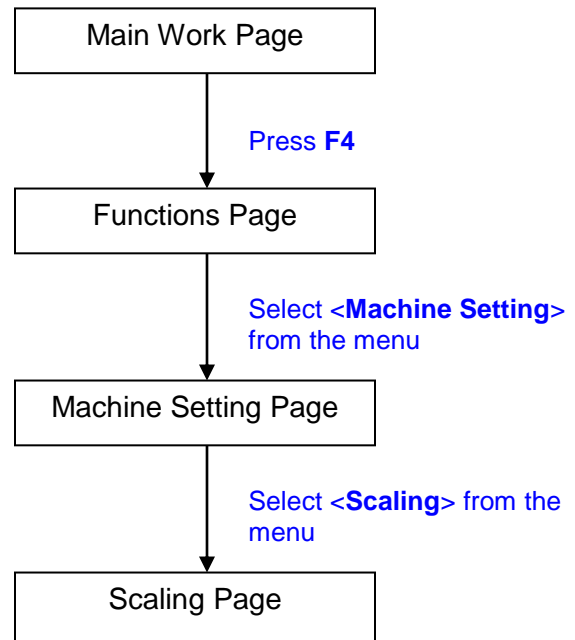 Main Work Page
Press F4
Functions Page
Select <Machine Setting>
from the menu
Machine Setting Page
Select <Scaling> from the
menu
Scaling Page